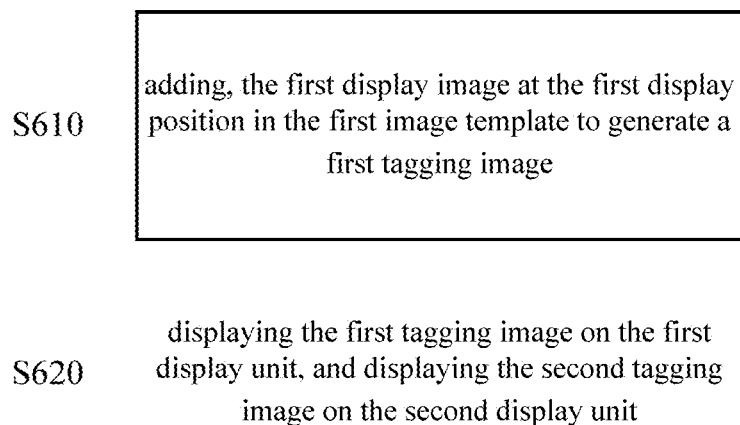 S610
adding, the first display image at the first display
position in the first image template to generate a
first tagging image
S620
displaying the first tagging image on the first
display unit, and displaying the second tagging
image on the second display unit